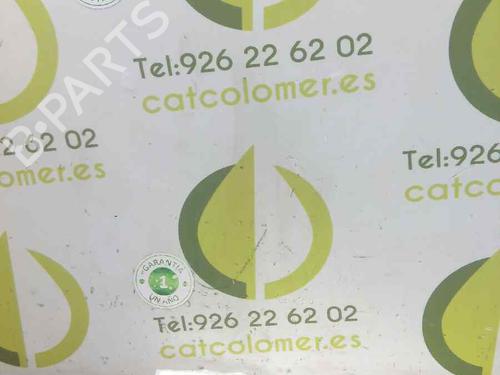 B-PARTS
Tel:926 22 62 02
catcolomer.es
2 62 02
lomer.es
Tel:926
catco
GARANTIA
1
UN AÑO
Tel:926 22 62 02
catcolomer.es